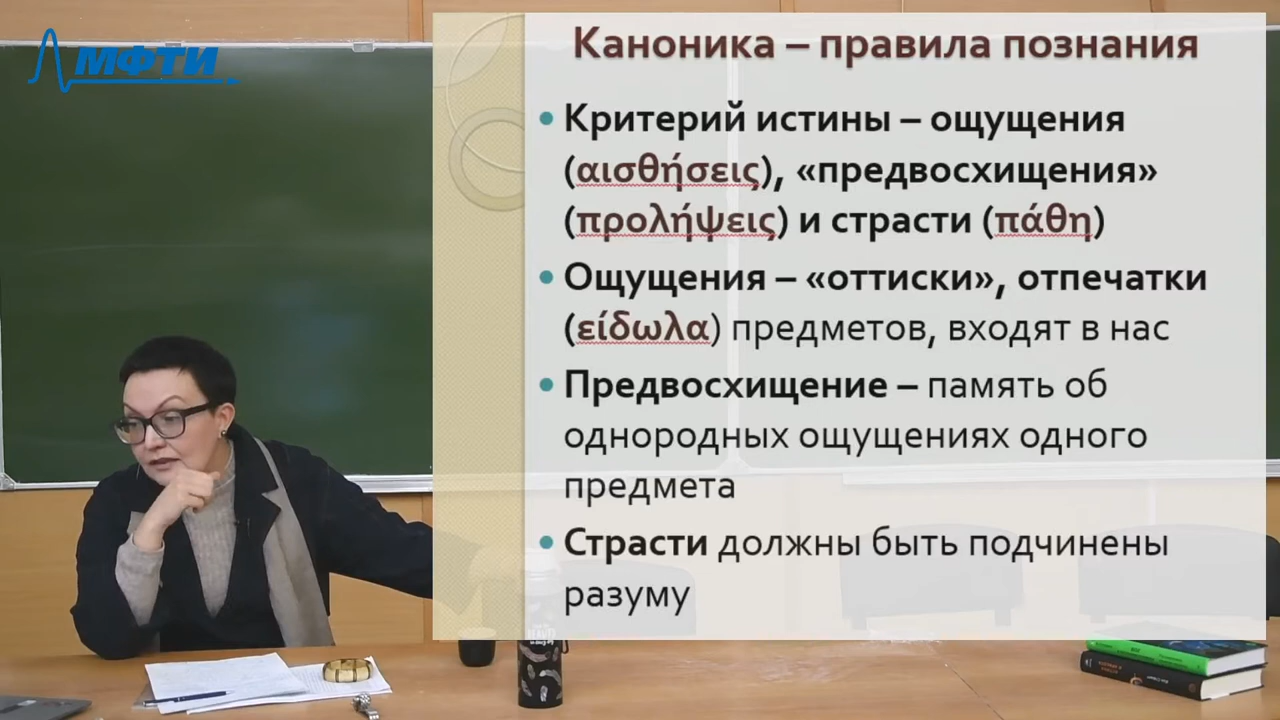 МФТИ
Каноника – правила познания
• Критерий истины – ощущения
(αισθήσεις), «предвосхищения»
(προλήψεις) и страсти (πάθη)
• Ощущения – «оттиски», отпечатки
(είδωλα) предметов, входят в нас
• Предвосхищение – память об
однородных ощущениях одного
предмета
• Страсти должны быть подчинены
разуму